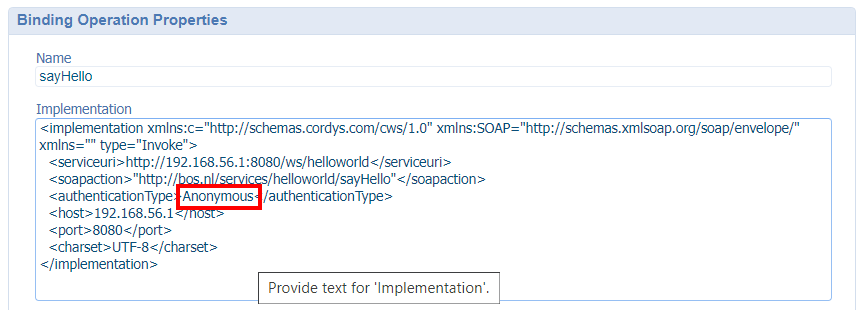 Binding Operation Properties
Name
sayHello
Implementation
<implementation xmlns:c="http://schemas.cordys.com/cws/1.0" xmlns:SOAP="http://schemas.xmlsoap.org/soap/envelope/"
xmlns="" type="Invoke">
<serviceuri>http://192.168.56.1:8080/ws/helloworld</serviceuri>
<soapaction>"http://bos.nl/services/helloworld/sayHello"</soapaction>
<authenticationType>Anonymous</authenticationType>
<host>192.168.56.1</host>
<port>8080</port>
<charset>UTF-8</charset>
</implementation>
Provide text for 'Implementation'.